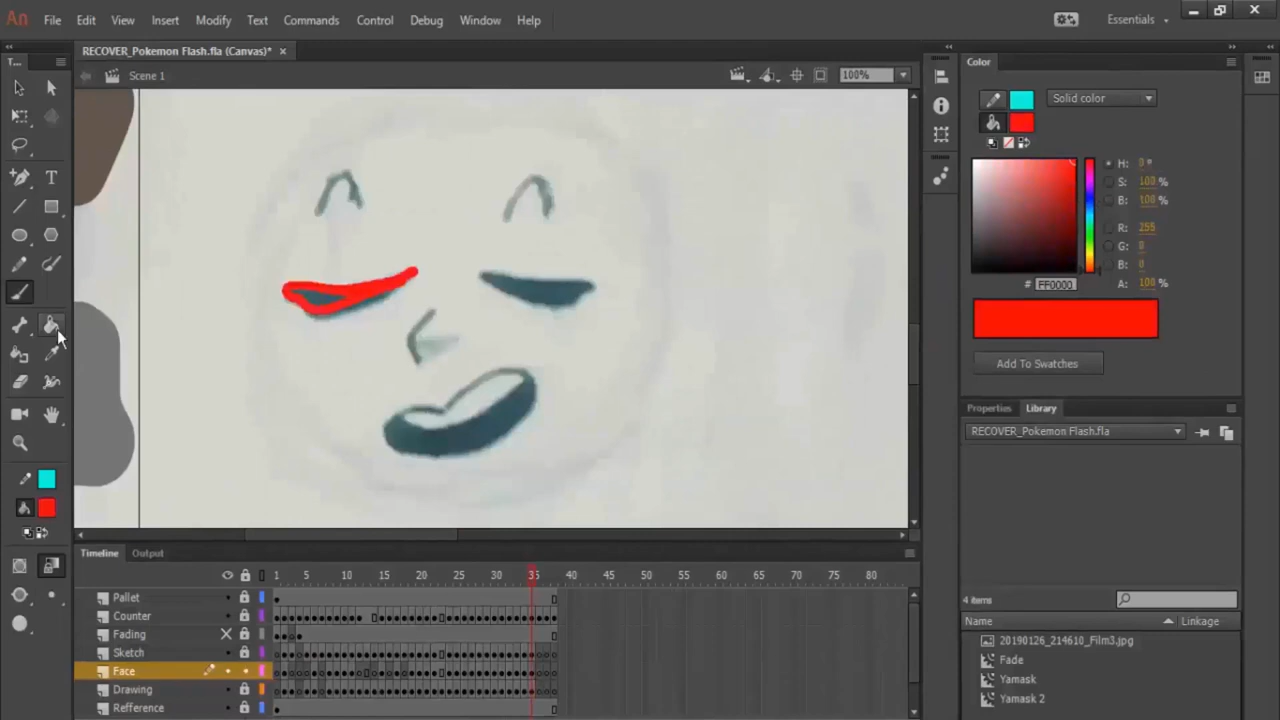 An File Edit View Insert Modify Text Commands Control Debug Window Help Essentials
RECOVER_Pokemon Flash.fla (Canvas)* ×
Scene 1 100%
T...
T
Color
Solid color
H: 0 °
S: 100 %
B: 100 %
R: 255
G: 0
B: 0
# FF0000 A: 100 %
Add To Swatches
Properties Library
RECOVER_Pokemon Flash.fla
4 items
Name Linkage
20190126_214610_Film3.jpg
Fade
Yamask
Yamask 2
Timeline Output
1 5 10 15 20 25 30 35 40 45 50 55 60 65 70 75 80
Pallet
Counter
Fading
Sketch
Face
Drawing
Refference